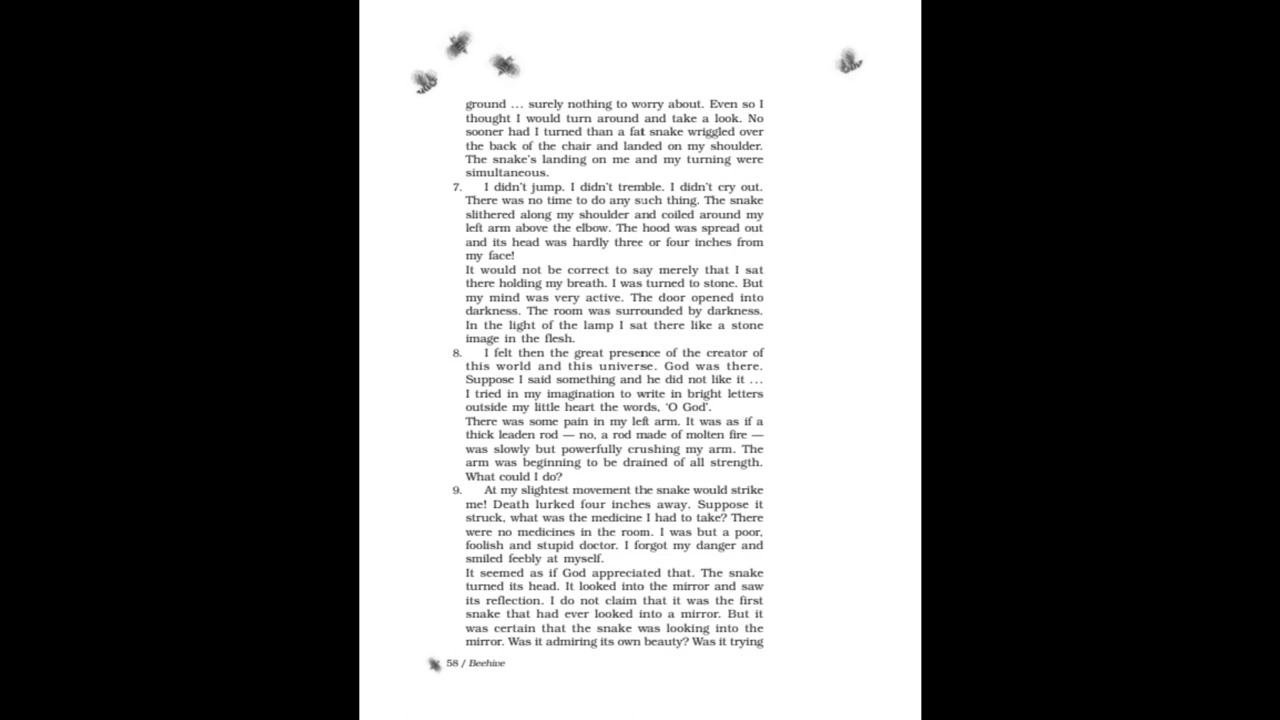 ground ... surely nothing to worry about. Even so I
thought I would turn around and take a look. No
sooner had I turned than a fat snake wriggled over
the back of the chair and landed on my shoulder.
The snake's landing on me and my turning were
simultaneous.
7. I didn't jump. I didn't tremble. I didn't cry out.
There was no time to do any such thing. The snake
slithered along my shoulder and coiled around my
left arm above the elbow. The hood was spread out
and its head was hardly three or four inches from
my face!
It would not be correct to say merely that I sat
there holding my breath. I was turned to stone. But
my mind was very active. The door opened into
darkness. The room was surrounded by darkness.
In the light of the lamp I sat there like a stone
image in the flesh.
8. I felt then the great presence of the creator of
this world and this universe. God was there.
Suppose I said something and he did not like it ...
I tried in my imagination to write in bright letters
outside my little heart the words, ‘O God’.
There was some pain in my left arm. It was as if a
thick leaden rod — no, a rod made of molten fire —
was slowly but powerfully crushing my arm. The
arm was beginning to be drained of all strength.
What could I do?
9. At my slightest movement the snake would strike
me! Death lurked four inches away. Suppose it
struck, what was the medicine I had to take? There
were no medicines in the room. I was but a poor,
foolish and stupid doctor. I forgot my danger and
smiled feebly at myself.
It seemed as if God appreciated that. The snake
turned its head. It looked into the mirror and saw
its reflection. I do not claim that it was the first
snake that had ever looked into a mirror. But it
was certain that the snake was looking into the
mirror. Was it admiring its own beauty? Was it trying
58 / Beehive